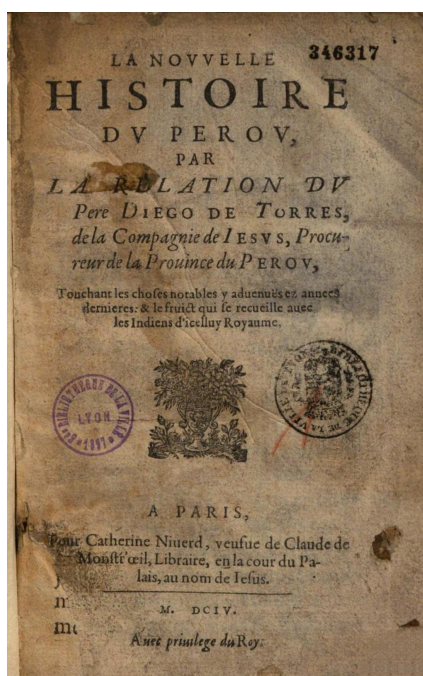 346317
LA NOVVELLE
HISTOIRE
DV PEROV,
PAR
LA RELATION DV
Pere DIEGO DE TORRES,
de la Compagnie de IESVS, Procu-
reur de la Prouince du PEROV,
Touchant les choses notables y aduenuës ez annees
dernieres: & le fruict qui se recueille auec
les Indiens d'icelluy Royaume.
BIBLIOTHEQUE DE LA VILLE
LYON
A PARIS,
Pour Catherine Niuerd, veufue de Claude de
Monstr'œil, Libraire, en la cour du Pa-
lais, au nom de Iesus.
M. DCIV.
Auec priuilege du Roy.